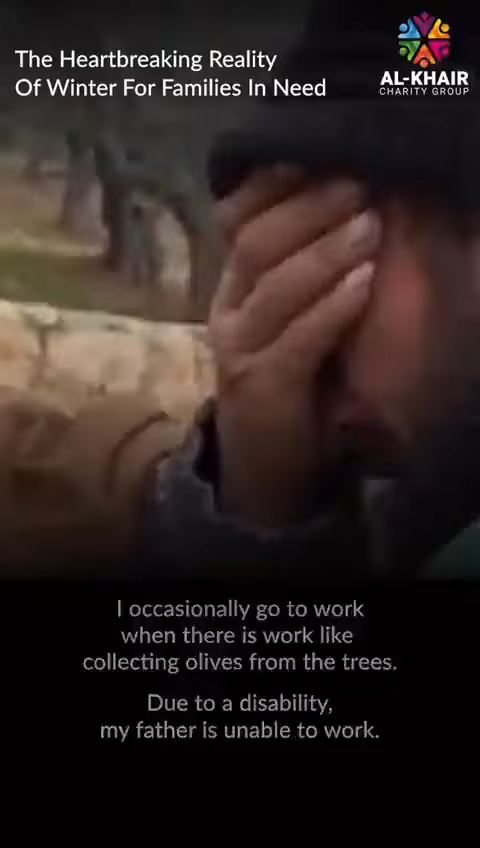 The Heartbreaking Reality
Of Winter For Families In Need
AL-KHAIR
CHARITY GROUP
I occasionally go to work
when there is work like
collecting olives from the trees.
Due to a disability,
my father is unable to work.